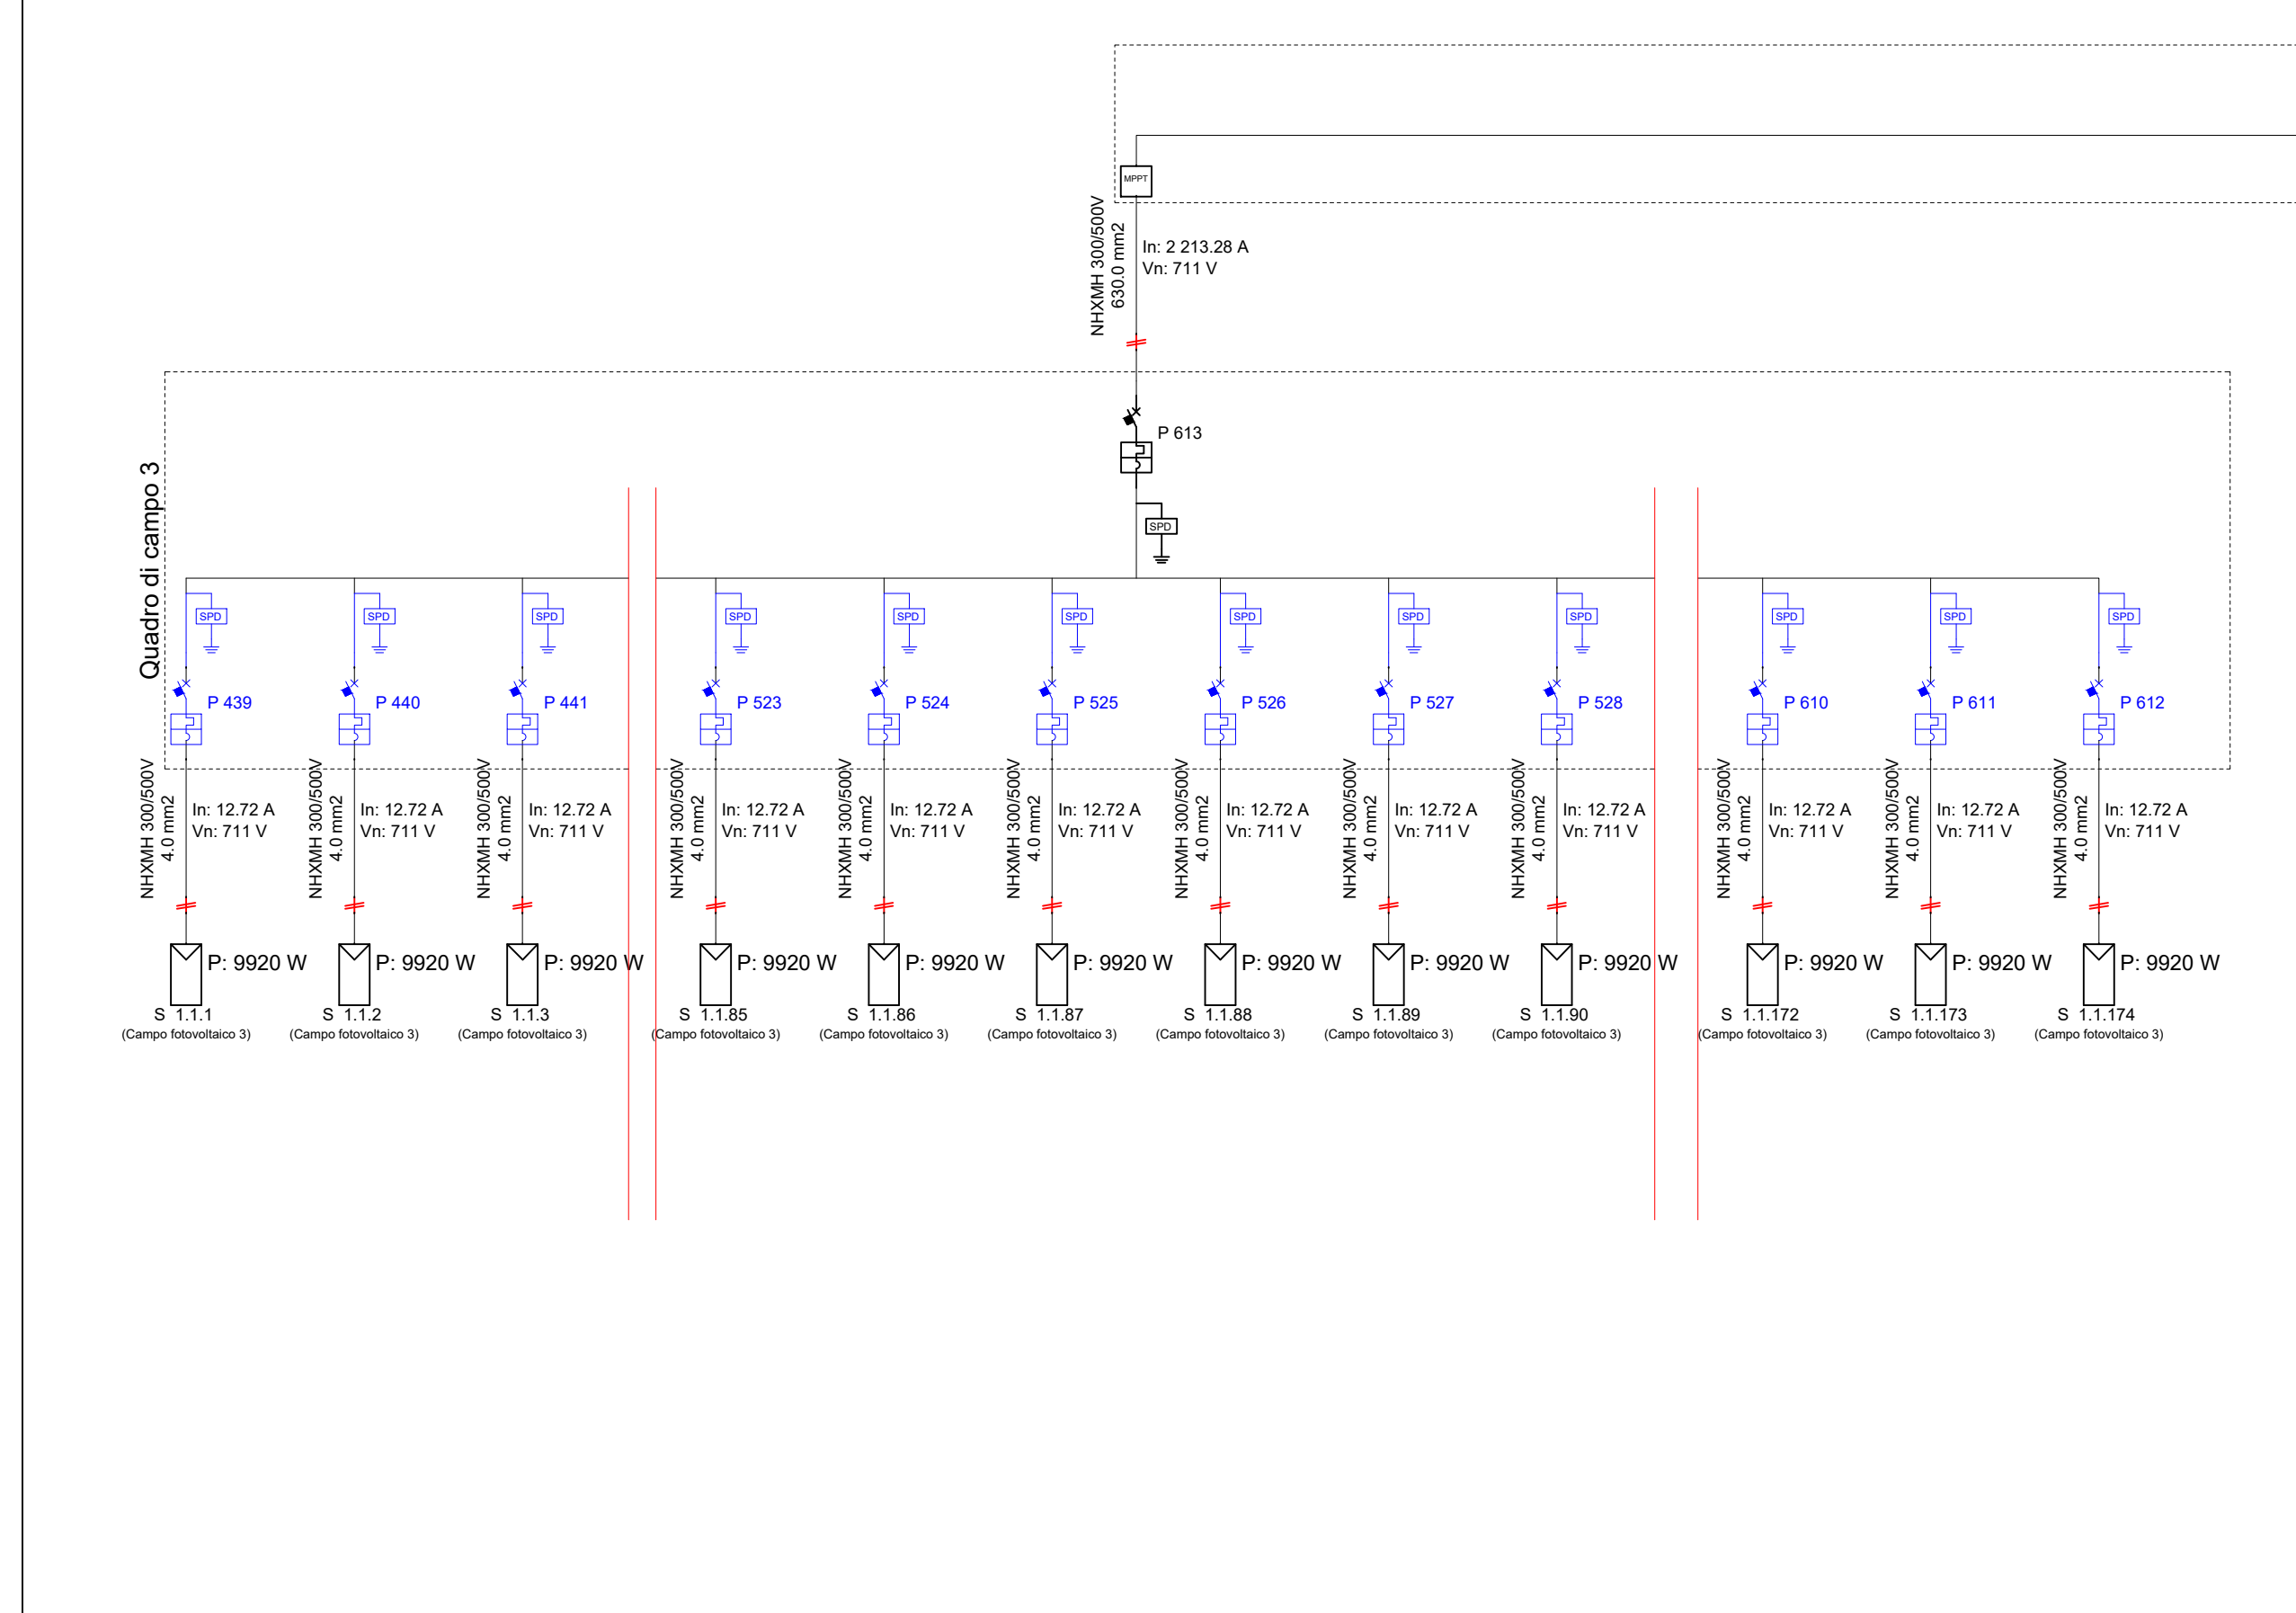 MPPT
NHXMH 300/500V
630.0 mm2
In: 2 213.28 A
Vn: 711 V
Quadro di campo 3
P 613
SPD
SPD
SPD
SPD
SPD
SPD
SPD
SPD
SPD
SPD
SPD
SPD
SPD
P 439
P 440
P 441
P 523
P 524
P 525
P 526
P 527
P 528
P 610
P 611
P 612
NHXMH 300/500V
4.0 mm2
In: 12.72 A
Vn: 711 V
NHXMH 300/500V
4.0 mm2
In: 12.72 A
Vn: 711 V
NHXMH 300/500V
4.0 mm2
In: 12.72 A
Vn: 711 V
NHXMH 300/500V
4.0 mm2
In: 12.72 A
Vn: 711 V
NHXMH 300/500V
4.0 mm2
In: 12.72 A
Vn: 711 V
NHXMH 300/500V
4.0 mm2
In: 12.72 A
Vn: 711 V
NHXMH 300/500V
4.0 mm2
In: 12.72 A
Vn: 711 V
NHXMH 300/500V
4.0 mm2
In: 12.72 A
Vn: 711 V
NHXMH 300/500V
4.0 mm2
In: 12.72 A
Vn: 711 V
NHXMH 300/500V
4.0 mm2
In: 12.72 A
Vn: 711 V
NHXMH 300/500V
4.0 mm2
In: 12.72 A
Vn: 711 V
NHXMH 300/500V
4.0 mm2
In: 12.72 A
Vn: 711 V
P: 9920 W
S 1.1.1
(Campo fotovoltaico 3)
P: 9920 W
S 1.1.2
(Campo fotovoltaico 3)
P: 9920 W
S 1.1.3
(Campo fotovoltaico 3)
P: 9920 W
S 1.1.85
(Campo fotovoltaico 3)
P: 9920 W
S 1.1.86
(Campo fotovoltaico 3)
P: 9920 W
S 1.1.87
(Campo fotovoltaico 3)
P: 9920 W
S 1.1.88
(Campo fotovoltaico 3)
P: 9920 W
S 1.1.89
(Campo fotovoltaico 3)
P: 9920 W
S 1.1.90
(Campo fotovoltaico 3)
P: 9920 W
S 1.1.172
(Campo fotovoltaico 3)
P: 9920 W
S 1.1.173
(Campo fotovoltaico 3)
P: 9920 W
S 1.1.174
(Campo fotovoltaico 3)